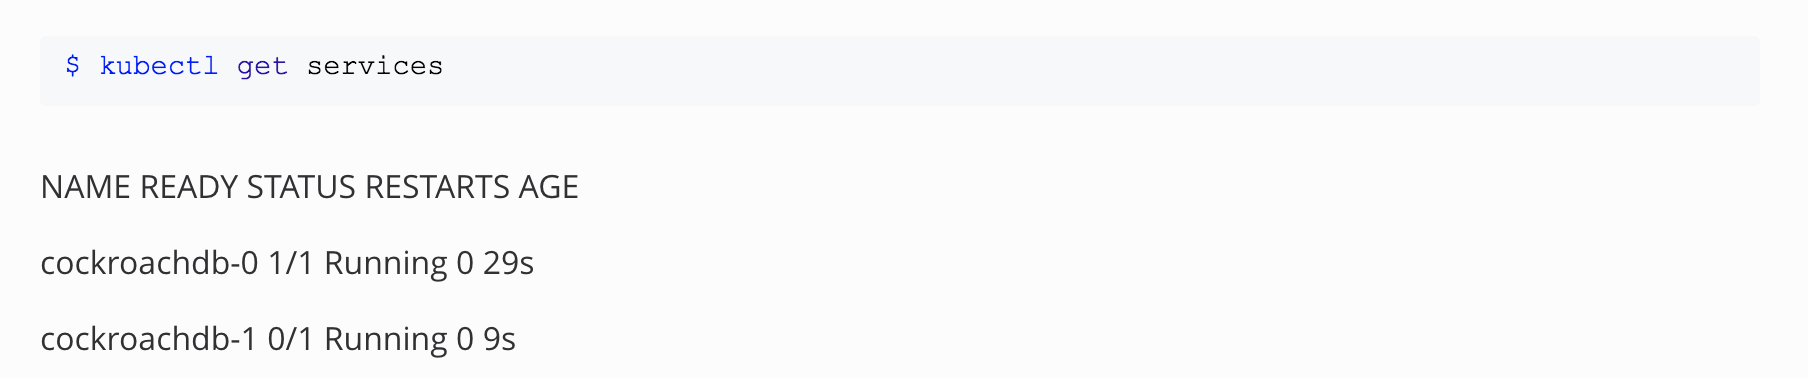 $ kubectl get services
NAME READY STATUS RESTARTS AGE
cockroachdb-0 1/1 Running 0 29s
cockroachdb-1 0/1 Running 0 9s